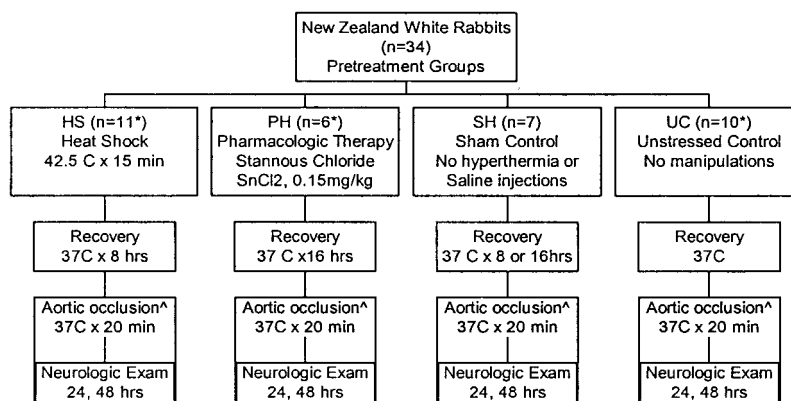 New Zealand White Rabbits
(n=34)
Pretreatment Groups
HS (n=11*)
Heat Shock
42.5 C x 15 min
PH (n=6*)
Pharmacologic Therapy
Stannous Chloride
SnCl2, 0.15mg/kg
SH (n=7)
Sham Control
No hyperthermia or
Saline injections
UC (n=10*)
Unstressed Control
No manipulations
Recovery
37C x 8 hrs
Recovery
37 C x16 hrs
Recovery
37 C x 8 or 16hrs
Recovery
37C
Aortic occlusion^
37C x 20 min
Aortic occlusion^
37C x 20 min
Aortic occlusion^
37C x 20 min
Aortic occlusion^
37C x 20 min
Neurologic Exam
24, 48 hrs
Neurologic Exam
24, 48 hrs
Neurologic Exam
24, 48 hrs
Neurologic Exam
24, 48 hrs